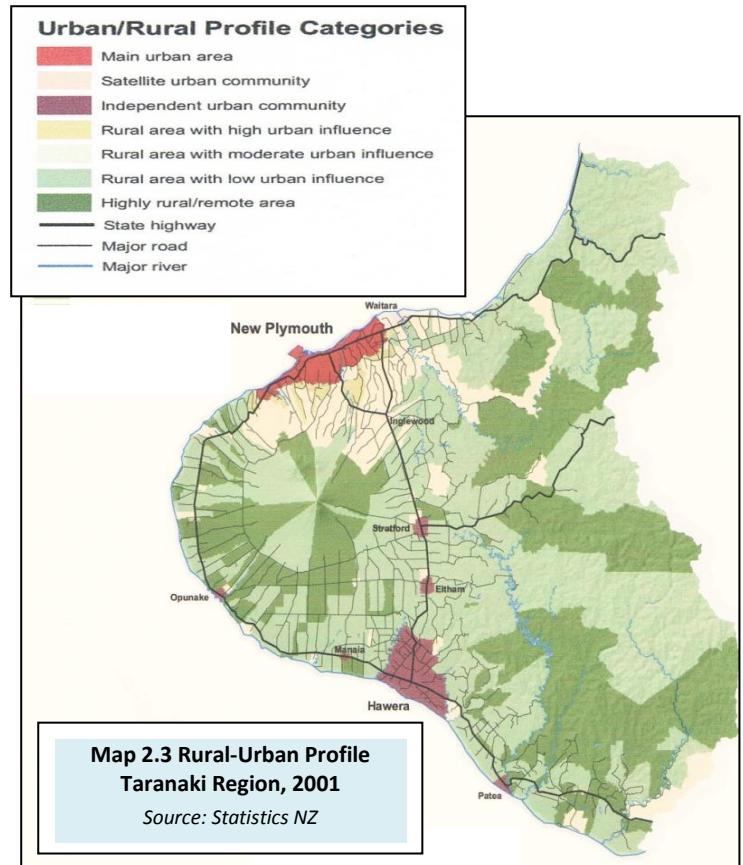 Urban/Rural Profile Categories
Main urban area
Satellite urban community
Independent urban community
Rural area with high urban influence
Rural area with moderate urban influence
Rural area with low urban influence
Highly rural/remote area
State highway
Major road
Major river
Waitara
New Plymouth
Inglewood
Stratford
Eltham
Opunake
Manaia
Hawera
Patea
Map 2.3 Rural-Urban Profile
Taranaki Region, 2001
Source: Statistics NZ